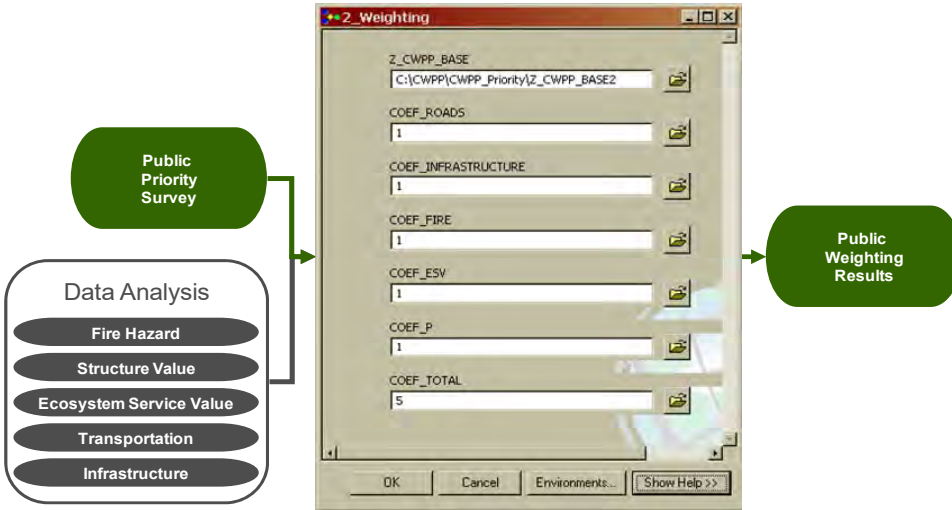 Public
Priority
Survey
Data Analysis
Fire Hazard
Structure Value
Ecosystem Service Value
Transportation
Infrastructure
2_Weighting
Z_CWPP_BASE
C:\CWPP\CWPP_Priority\Z_CWPP_BASE2
COEF_ROADS
1
COEF_INFRASTRUCTURE
1
COEF_FIRE
1
COEF_ESV
1
COEF_P
1
COEF_TOTAL
5
OK Cancel Environments... Show Help >>
Public
Weighting
Results